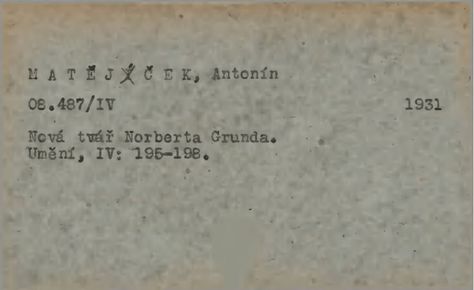 M A T Ě J Í Č E K, Antonín
08.487/IV 1931
Nová tvář Norberta Grunda.
Umění, IV: 195-198.